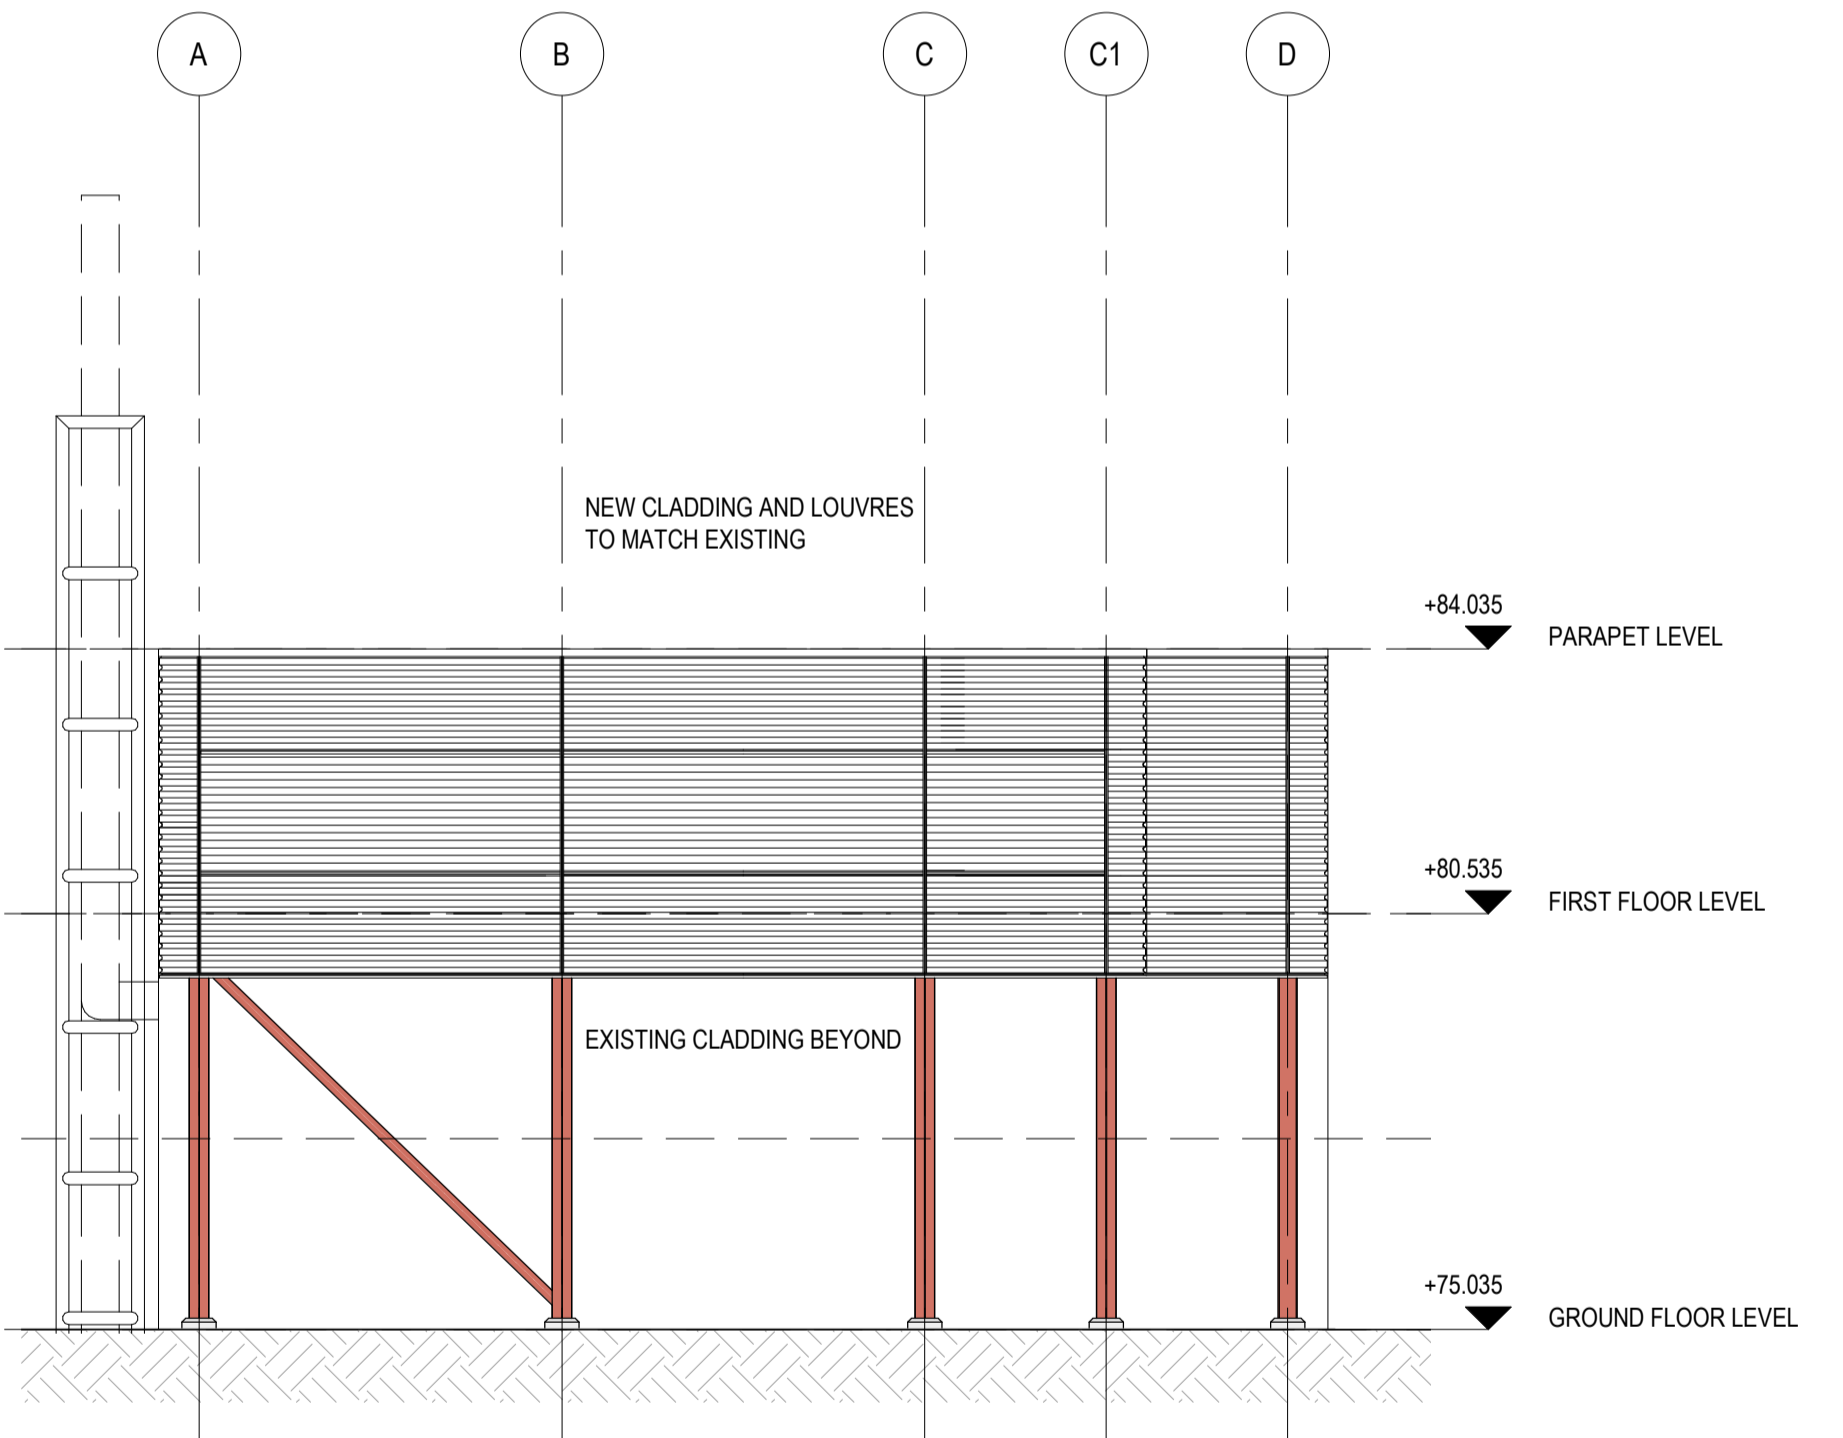 A
B
C
C1
D
NEW CLADDING AND LOUVRES
TO MATCH EXISTING
+84.035
PARAPET LEVEL
+80.535
FIRST FLOOR LEVEL
EXISTING CLADDING BEYOND
+75.035
GROUND FLOOR LEVEL